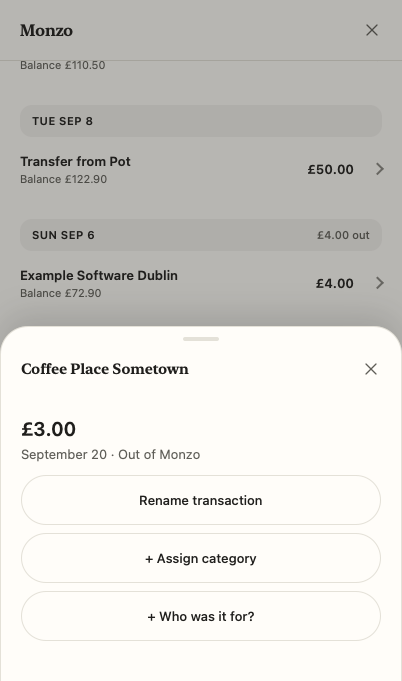 Monzo
Balance £110.50
TUE SEP 8
Transfer from Pot
£50.00
Balance £122.90
SUN SEP 6
£4.00 out
Example Software Dublin
£4.00
Balance £72.90
Coffee Place Sometown
£3.00
September 20 · Out of Monzo
Rename transaction
+ Assign category
+ Who was it for?